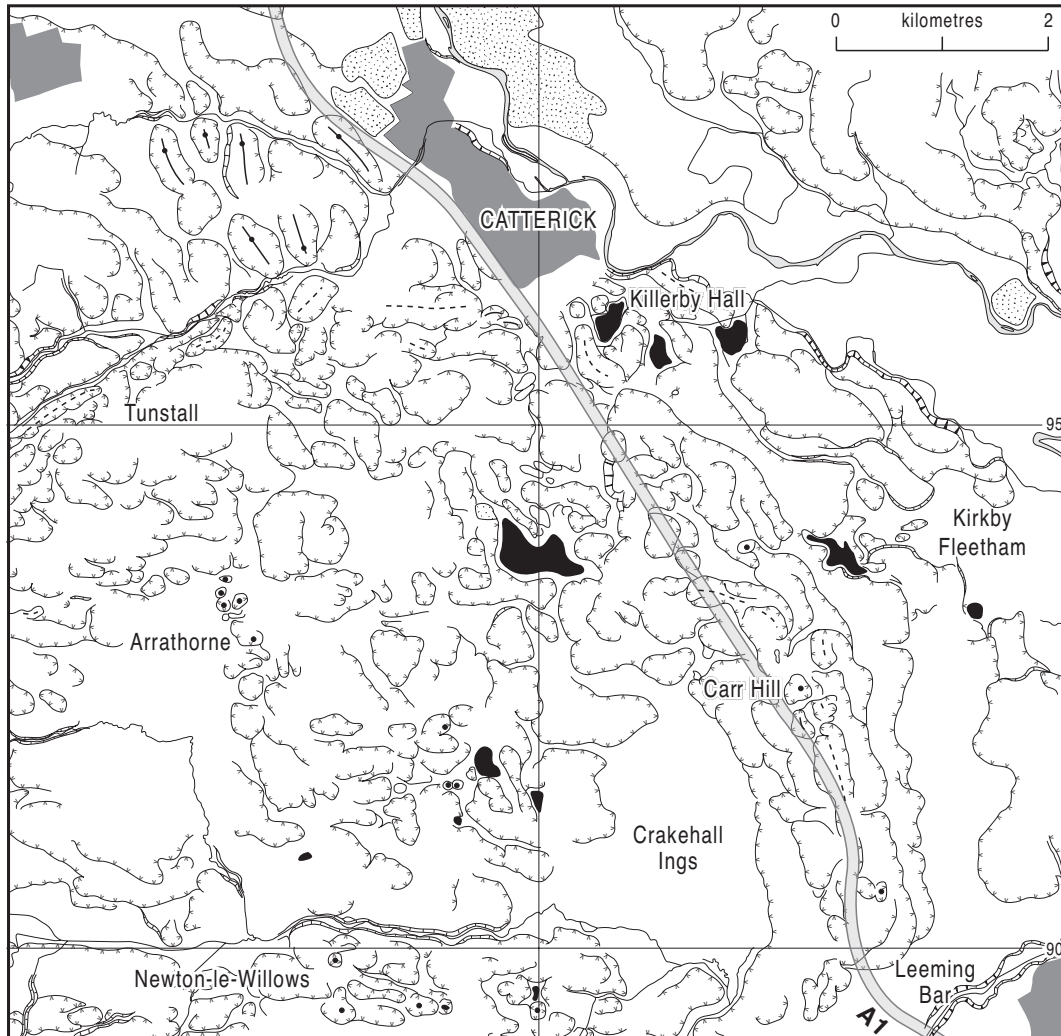 0 kilometres 2
CATTERICK
Killerby Hall
Tunstall
95
Kirkby
Fleetham
Arrathorne
Carr Hill
Crakehall
Ings
90
Newton-le-Willows
Leeming
Bar
A1